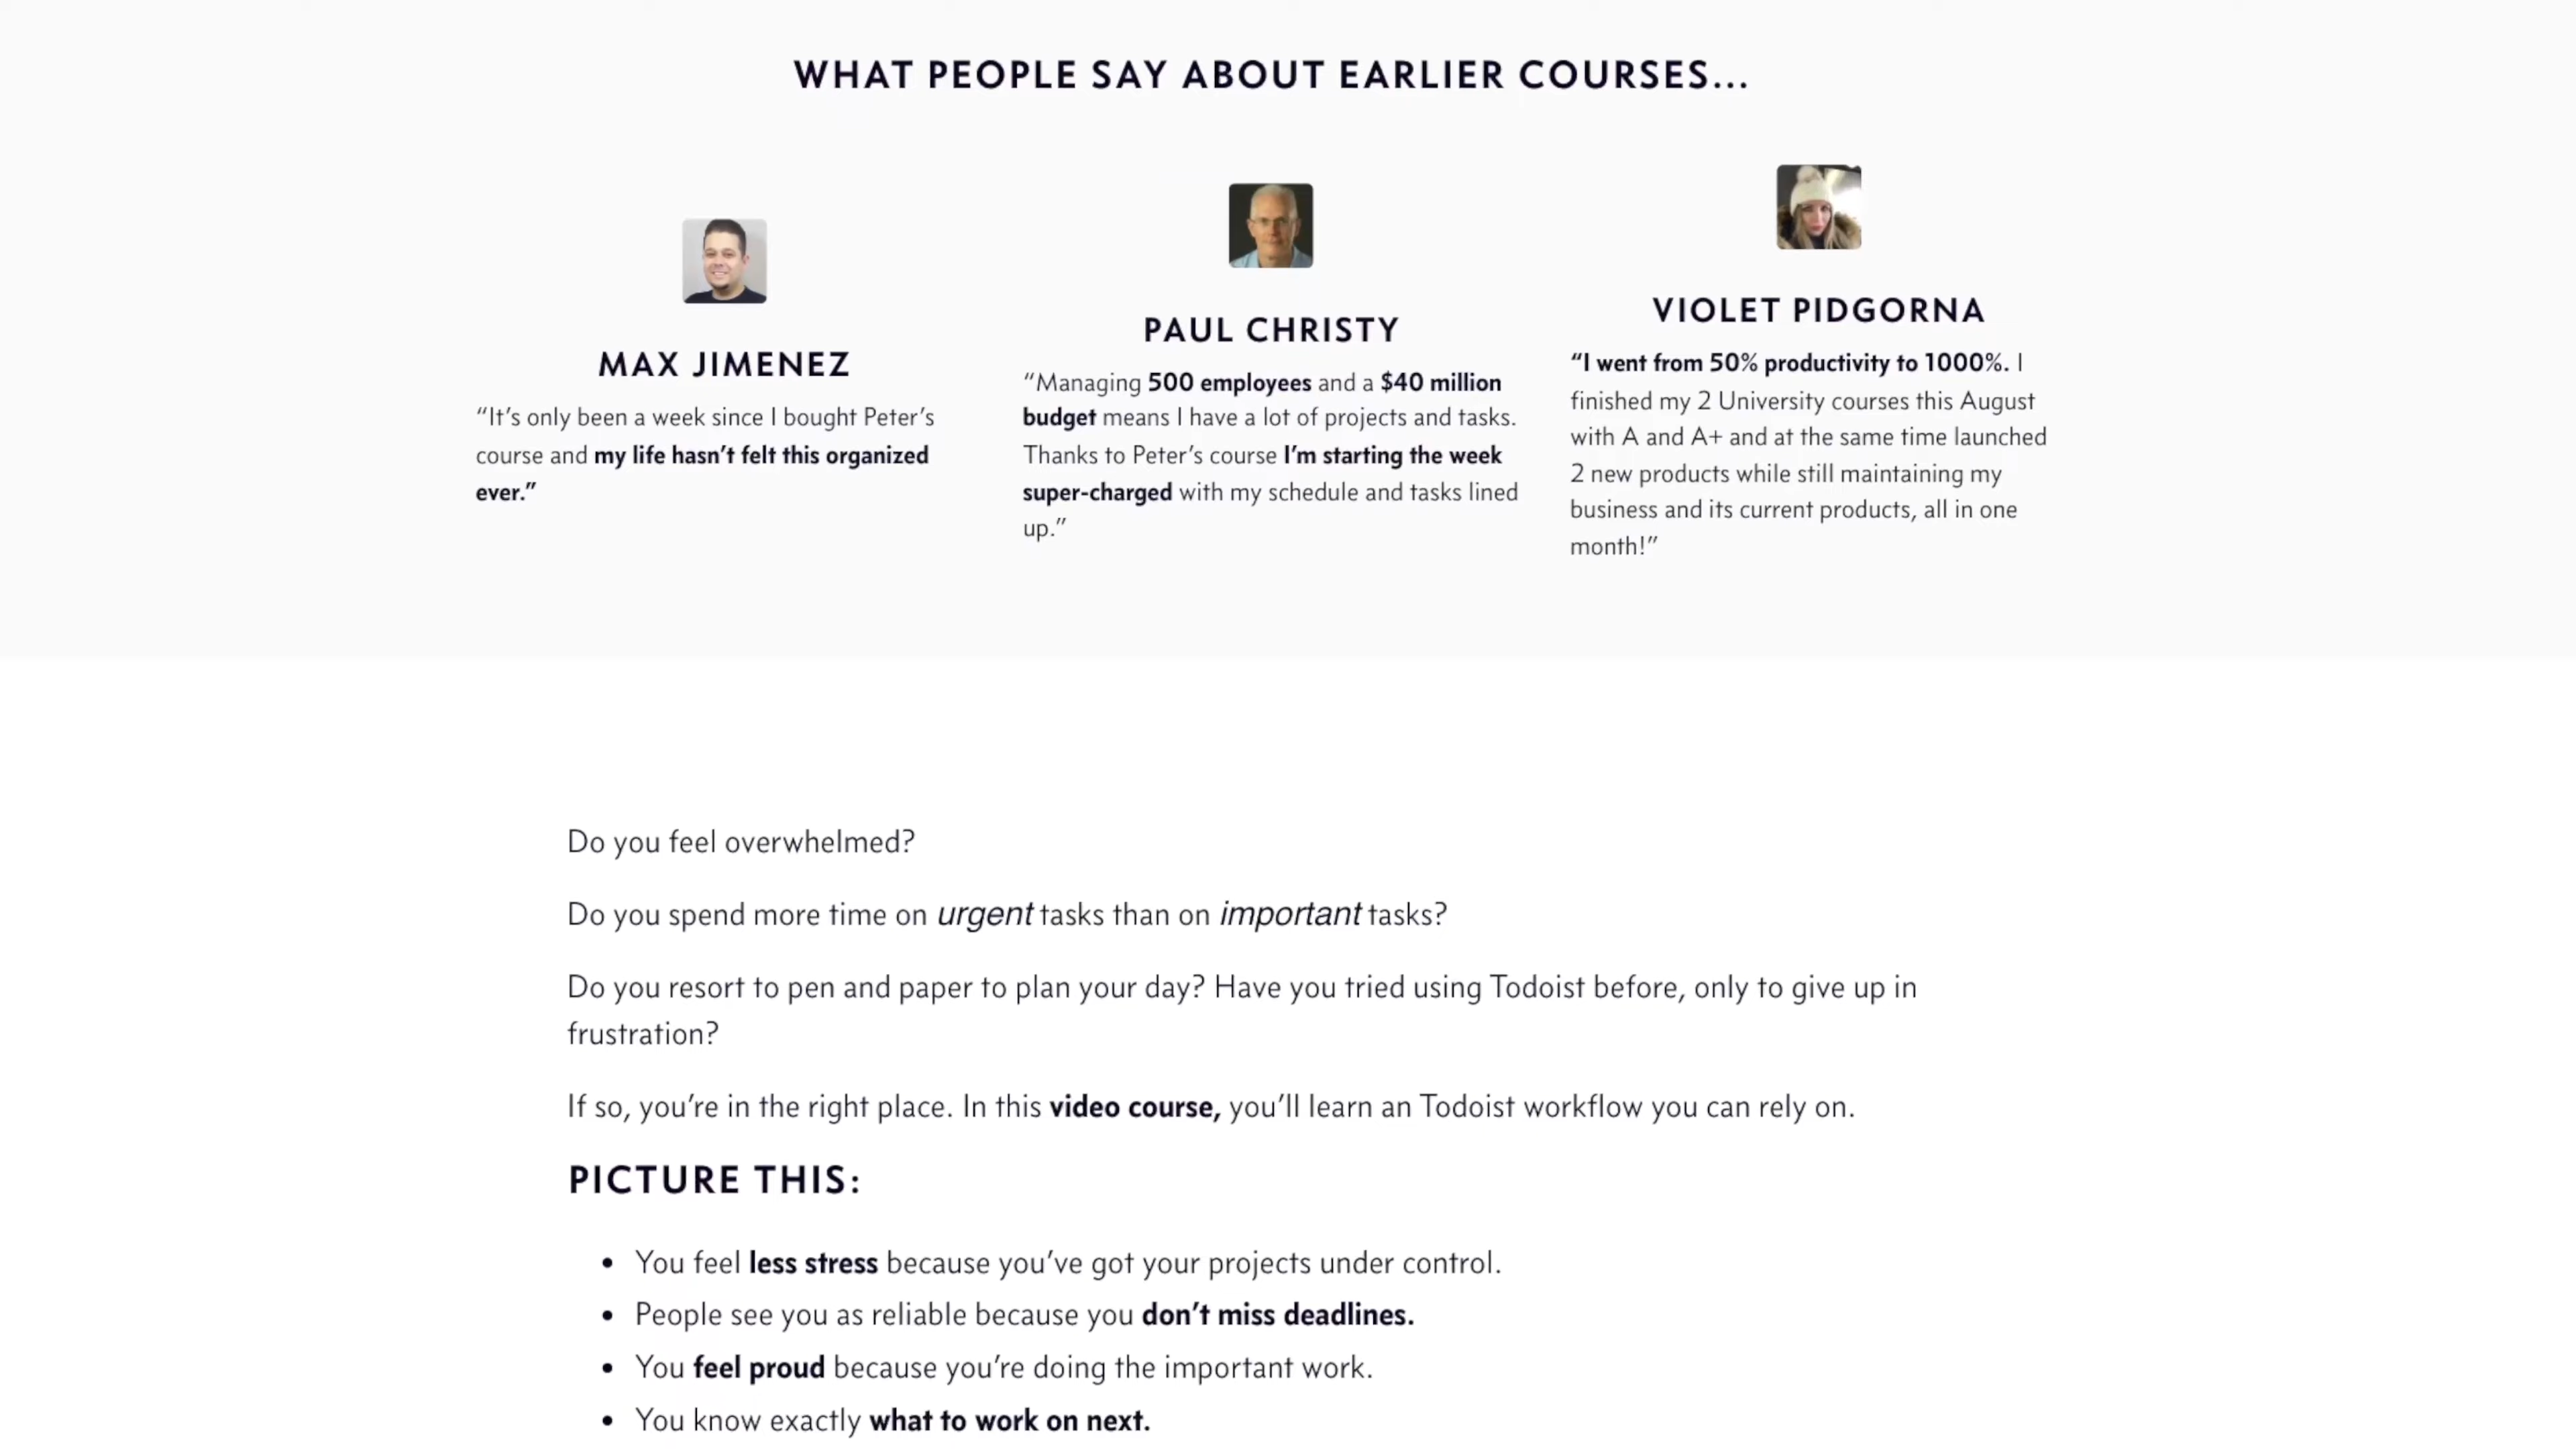 WHAT PEOPLE SAY ABOUT EARLIER COURSES...
MAX JIMENEZ
“It’s only been a week since I bought Peter’s
course and my life hasn’t felt this organized
ever.”
PAUL CHRISTY
“Managing 500 employees and a $40 million
budget means I have a lot of projects and tasks.
Thanks to Peter’s course I’m starting the week
super-charged with my schedule and tasks lined
up.”
VIOLET PIDGORNA
“I went from 50% productivity to 1000%. I
finished my 2 University courses this August
with A and A+ and at the same time launched
2 new products while still maintaining my
business and its current products, all in one
month!”
Do you feel overwhelmed?
Do you spend more time on urgent tasks than on important tasks?
Do you resort to pen and paper to plan your day? Have you tried using Todoist before, only to give up in
frustration?
If so, you’re in the right place. In this video course, you’ll learn an Todoist workflow you can rely on.
PICTURE THIS:
• You feel less stress because you’ve got your projects under control.
• People see you as reliable because you don’t miss deadlines.
• You feel proud because you’re doing the important work.
• You know exactly what to work on next.